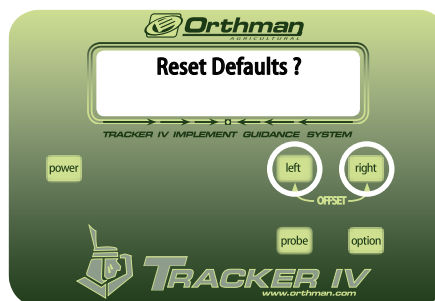 Orthman
AGRICULTURAL
Reset Defaults ?
TRACKER IV IMPLEMENT GUIDANCE SYSTEM
power
left
right
OFFSET
probe
option
TRACKER IV
www.orthman.com